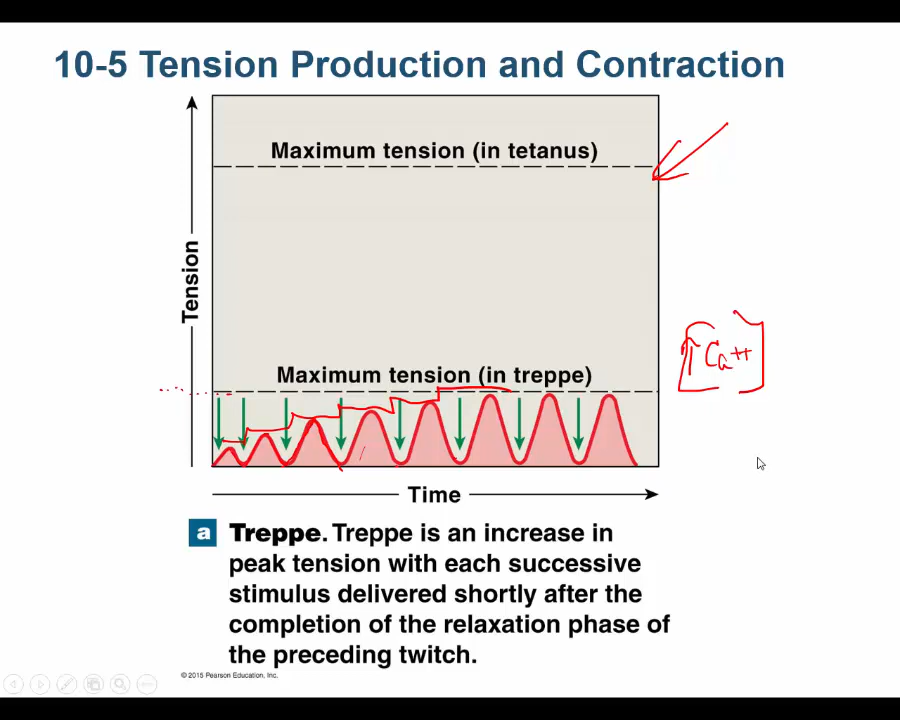 10-5 Tension Production and Contraction
Maximum tension (in tetanus)
Tension
[↑Ca++]
Maximum tension (in treppe)
Time
a Treppe. Treppe is an increase in
peak tension with each successive
stimulus delivered shortly after the
completion of the relaxation phase of
the preceding twitch.
© 2015 Pearson Education, Inc.